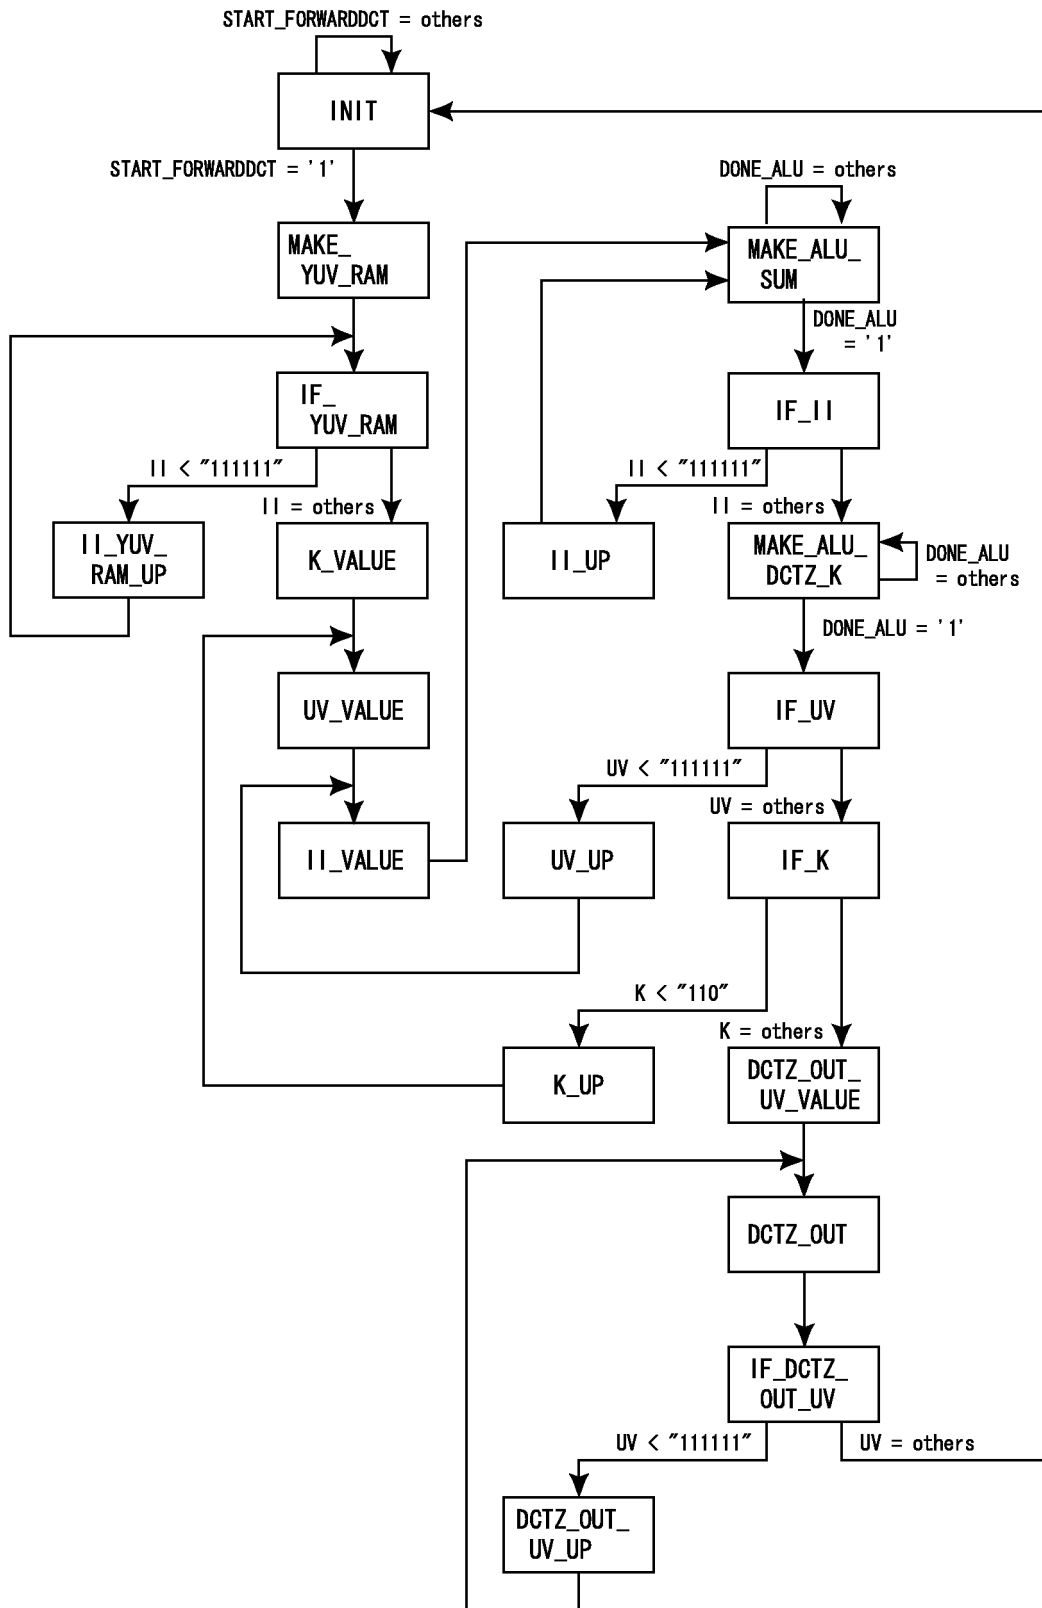 START_FORWARDDCT = others
INIT
START_FORWARDDCT = '1'
DONE_ALU = others
MAKE_
YUV_RAM
MAKE_ALU_
SUM
DONE_ALU
= '1'
IF_
YUV_RAM
IF_II
II < "111111"
II = others
II < "111111"
II = others
II_YUV_
RAM_UP
K_VALUE
II_UP
MAKE_ALU_
DCTZ_K
DONE_ALU
= others
DONE_ALU = '1'
UV_VALUE
IF_UV
UV < "111111"
UV = others
II_VALUE
UV_UP
IF_K
K < "110"
K = others
K_UP
DCTZ_OUT_
UV_VALUE
DCTZ_OUT
IF_DCTZ_
OUT_UV
UV < "111111"
UV = others
DCTZ_OUT_
UV_UP